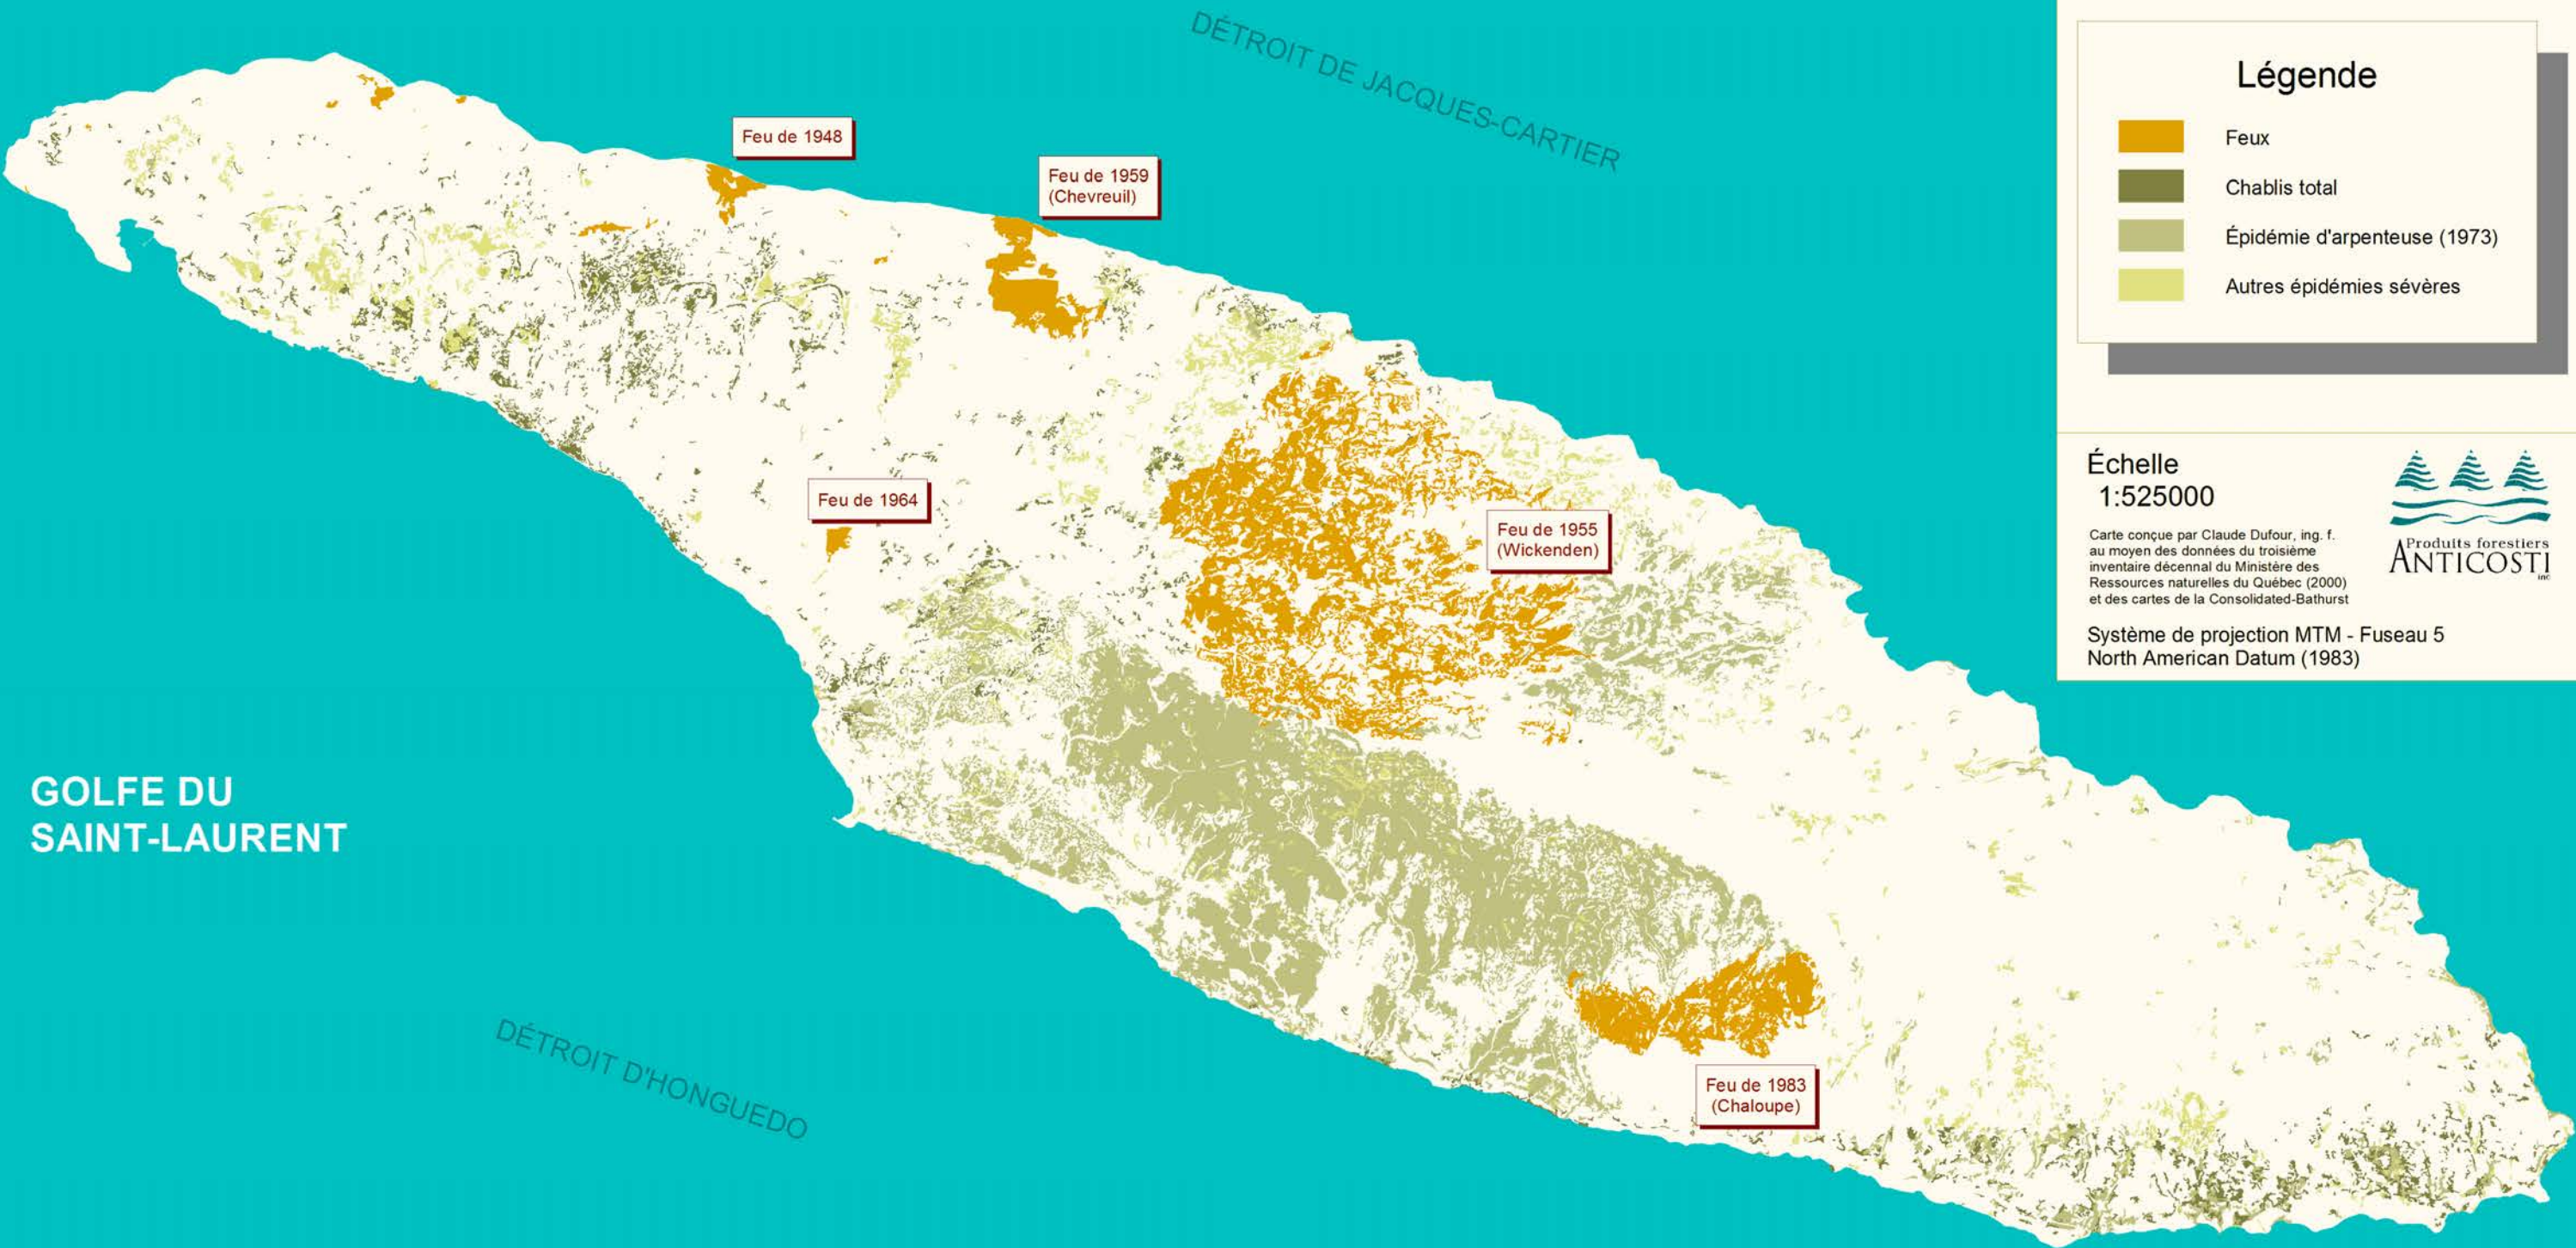 DÉTROIT DE JACQUES-CARTIER
Feu de 1948
Feu de 1959
(Chevreuil)
Feu de 1964
Feu de 1955
(Wickenden)
GOLFE DU
SAINT-LAURENT
DÉTROIT D'HONGUEDO
Feu de 1983
(Chaloupe)
Légende
Feux
Chablis total
Épidémie d'arpenteuse (1973)
Autres épidémies sévères
Échelle
1:525000
Carte conçue par Claude Dufour, ing. f.
au moyen des données du troisième
inventaire décennal du Ministère des
Ressources naturelles du Québec (2000)
et des cartes de la Consolidated-Bathurst
Produits forestiers
ANTICOSTI
inc
Système de projection MTM - Fuseau 5
North American Datum (1983)